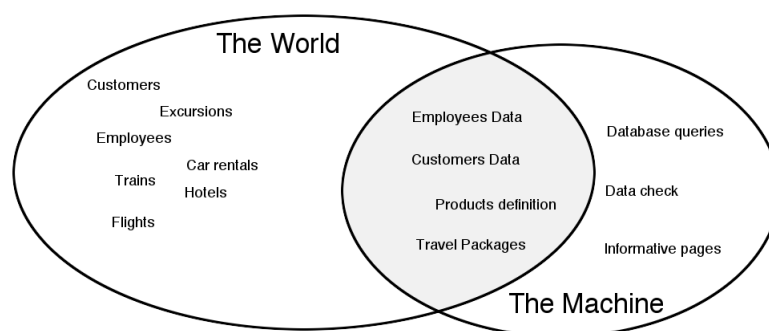 The World
Customers
Excursions
Employees
Car rentals
Trains
Hotels
Flights
Employees Data
Customers Data
Products definition
Travel Packages
Database queries
Data check
Informative pages
The Machine